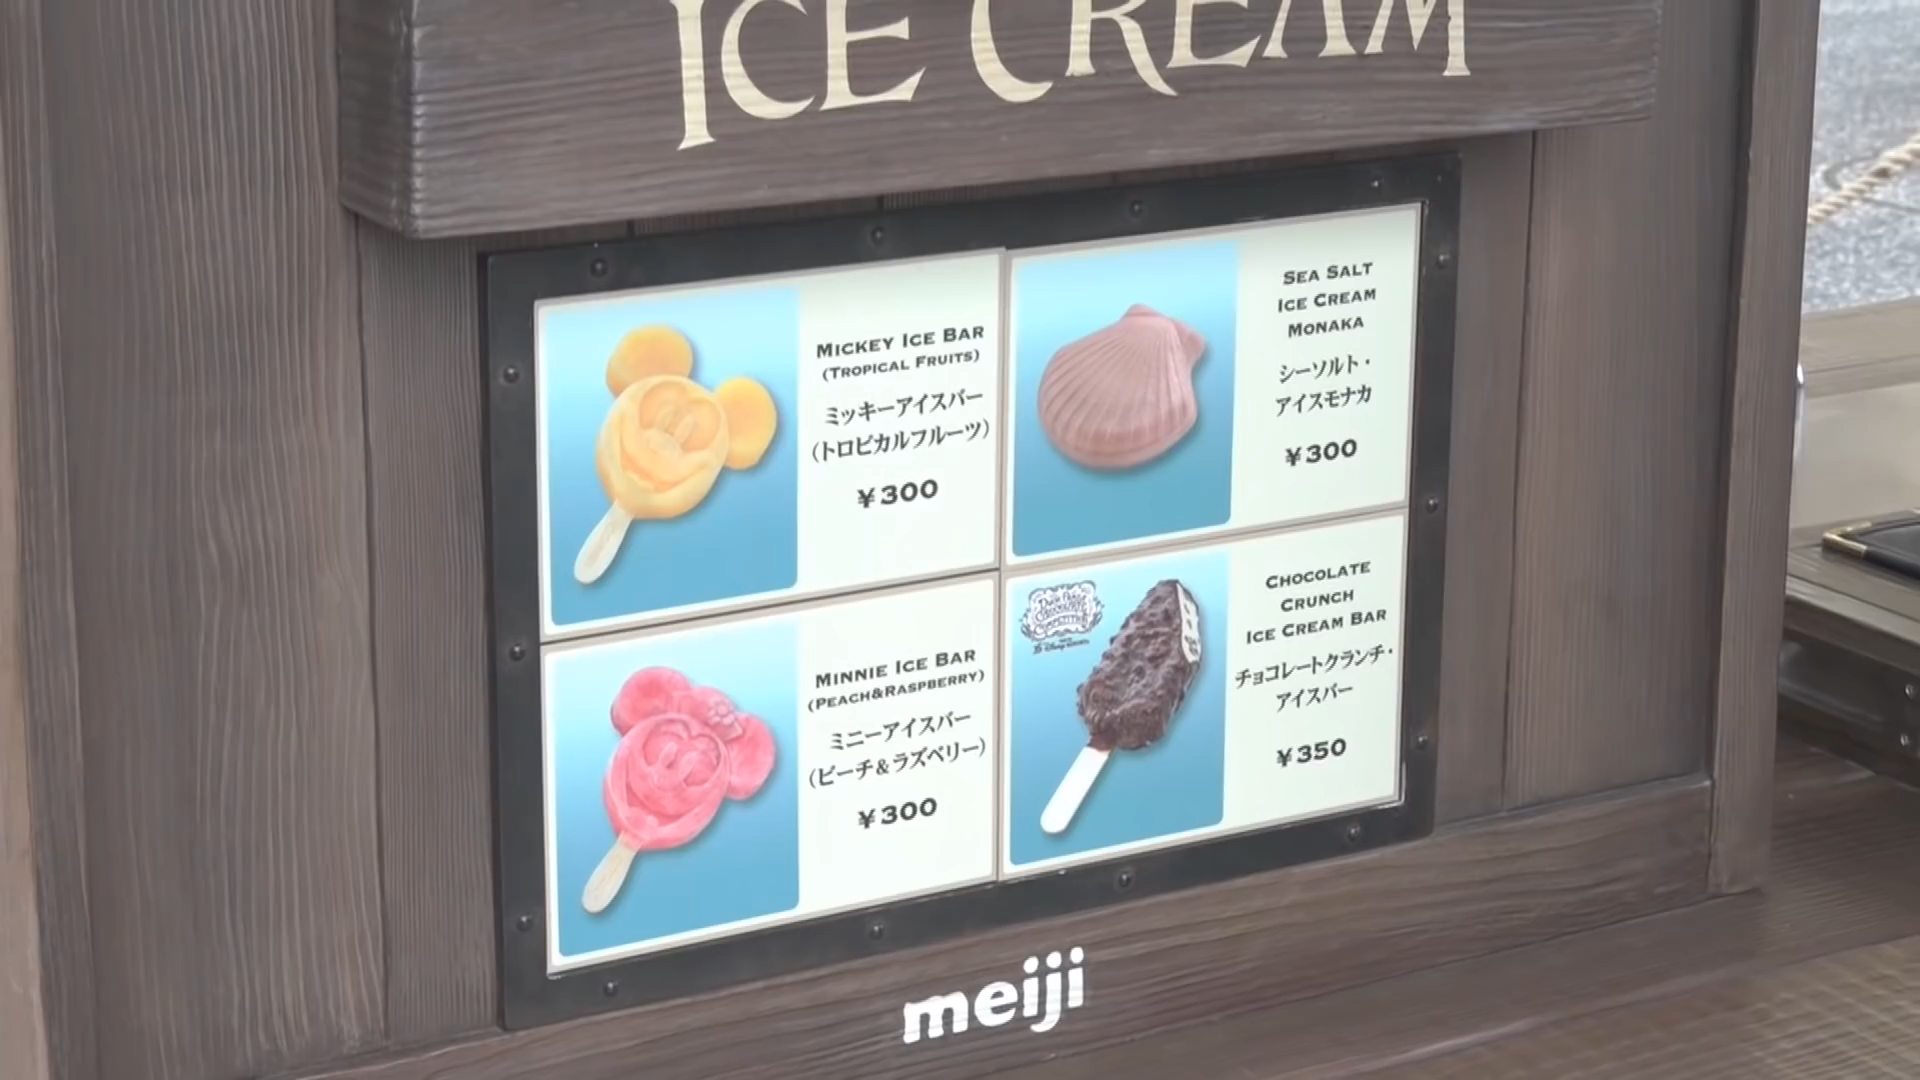 ICE CREAM
MICKEY ICE BAR
(TROPICAL FRUITS)
ミッキーアイスバー
(トロピカルフルーツ)
¥300
SEA SALT
ICE CREAM
MONAKA
シーソルト・
アイスモナカ
¥300
MINNIE ICE BAR
(PEACH&RASPBERRY)
ミニーアイスバー
(ピーチ&ラズベリー)
¥300
CHOCOLATE
CRUNCH
ICE CREAM BAR
チョコレートクランチ・
アイスバー
¥350
meiji